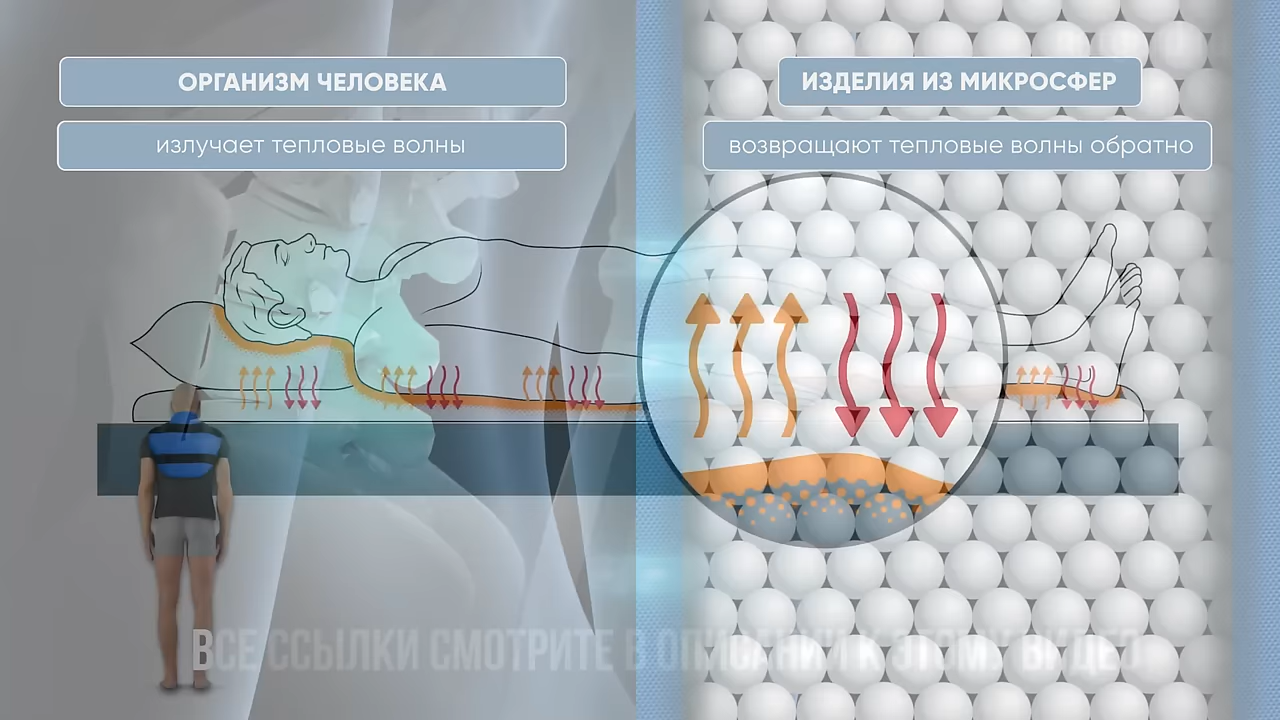 ОРГАНИЗМ ЧЕЛОВЕКА
излучает тепловые волны
ИЗДЕЛИЯ ИЗ МИКРОСФЕР
возвращают тепловые волны обратно
ВСЕ ССЫЛКИ СМОТРИТЕ В ОПИСАНИИ К ЭТОМУ ВИДЕО